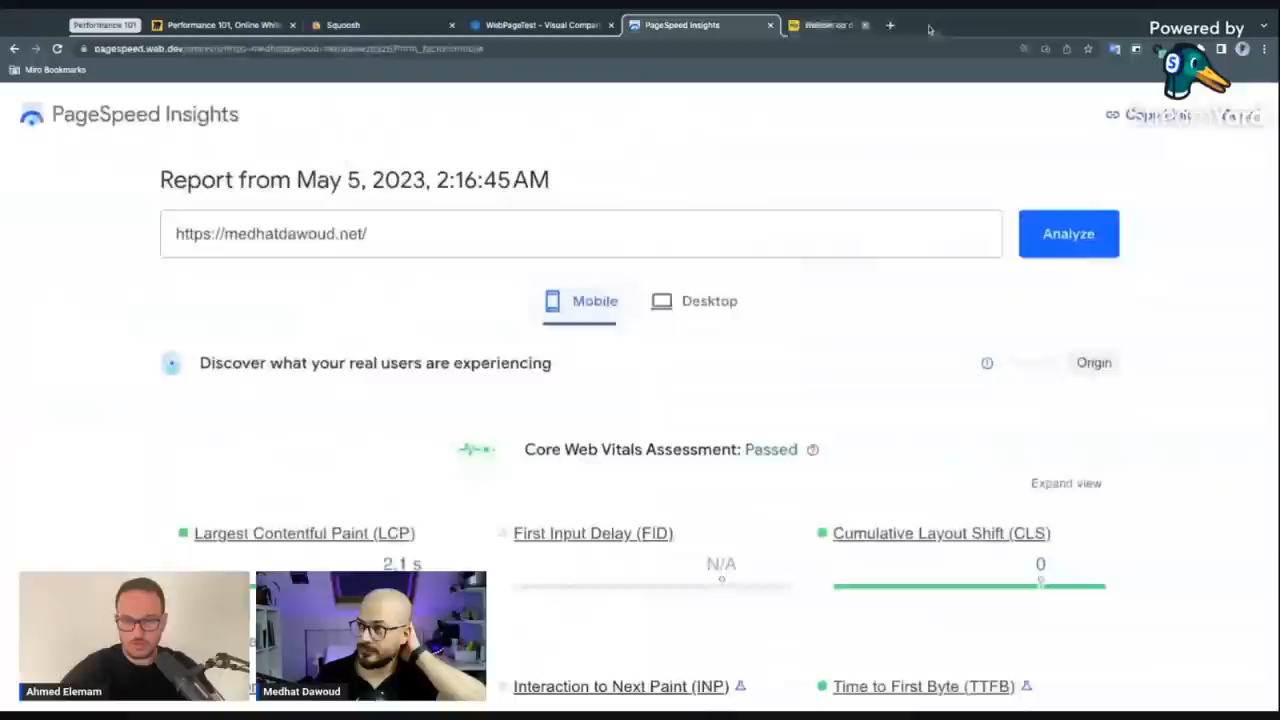 Performance 101
Performance 101, Online Whit
Squoosh
WebPageTest - Visual Compar
PageSpeed Insights
Powered by
pagespeed.web.dev
Miro Bookmarks
PageSpeed Insights
StreamYard
Report from May 5, 2023, 2:16:45 AM
https://medhatdawoud.net/
Analyze
Mobile
Desktop
Discover what your real users are experiencing
Origin
Core Web Vitals Assessment: Passed
Expand view
Largest Contentful Paint (LCP)
First Input Delay (FID)
Cumulative Layout Shift (CLS)
2.1 s
N/A
0
Ahmed Elemam
Medhat Dawoud
Interaction to Next Paint (INP)
Time to First Byte (TTFB)